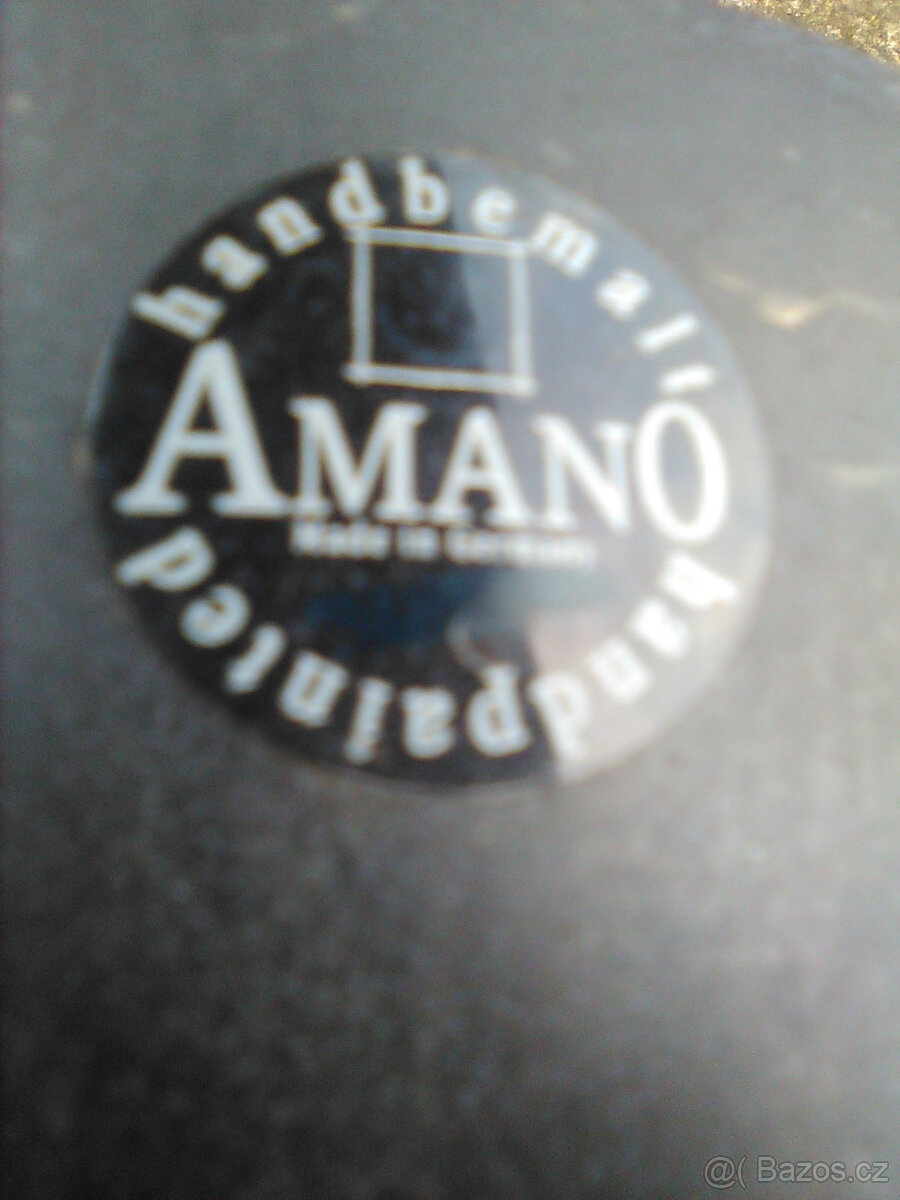 handbemalt
AMANO
Made in Germany
handpainted
@( Bazos.cz